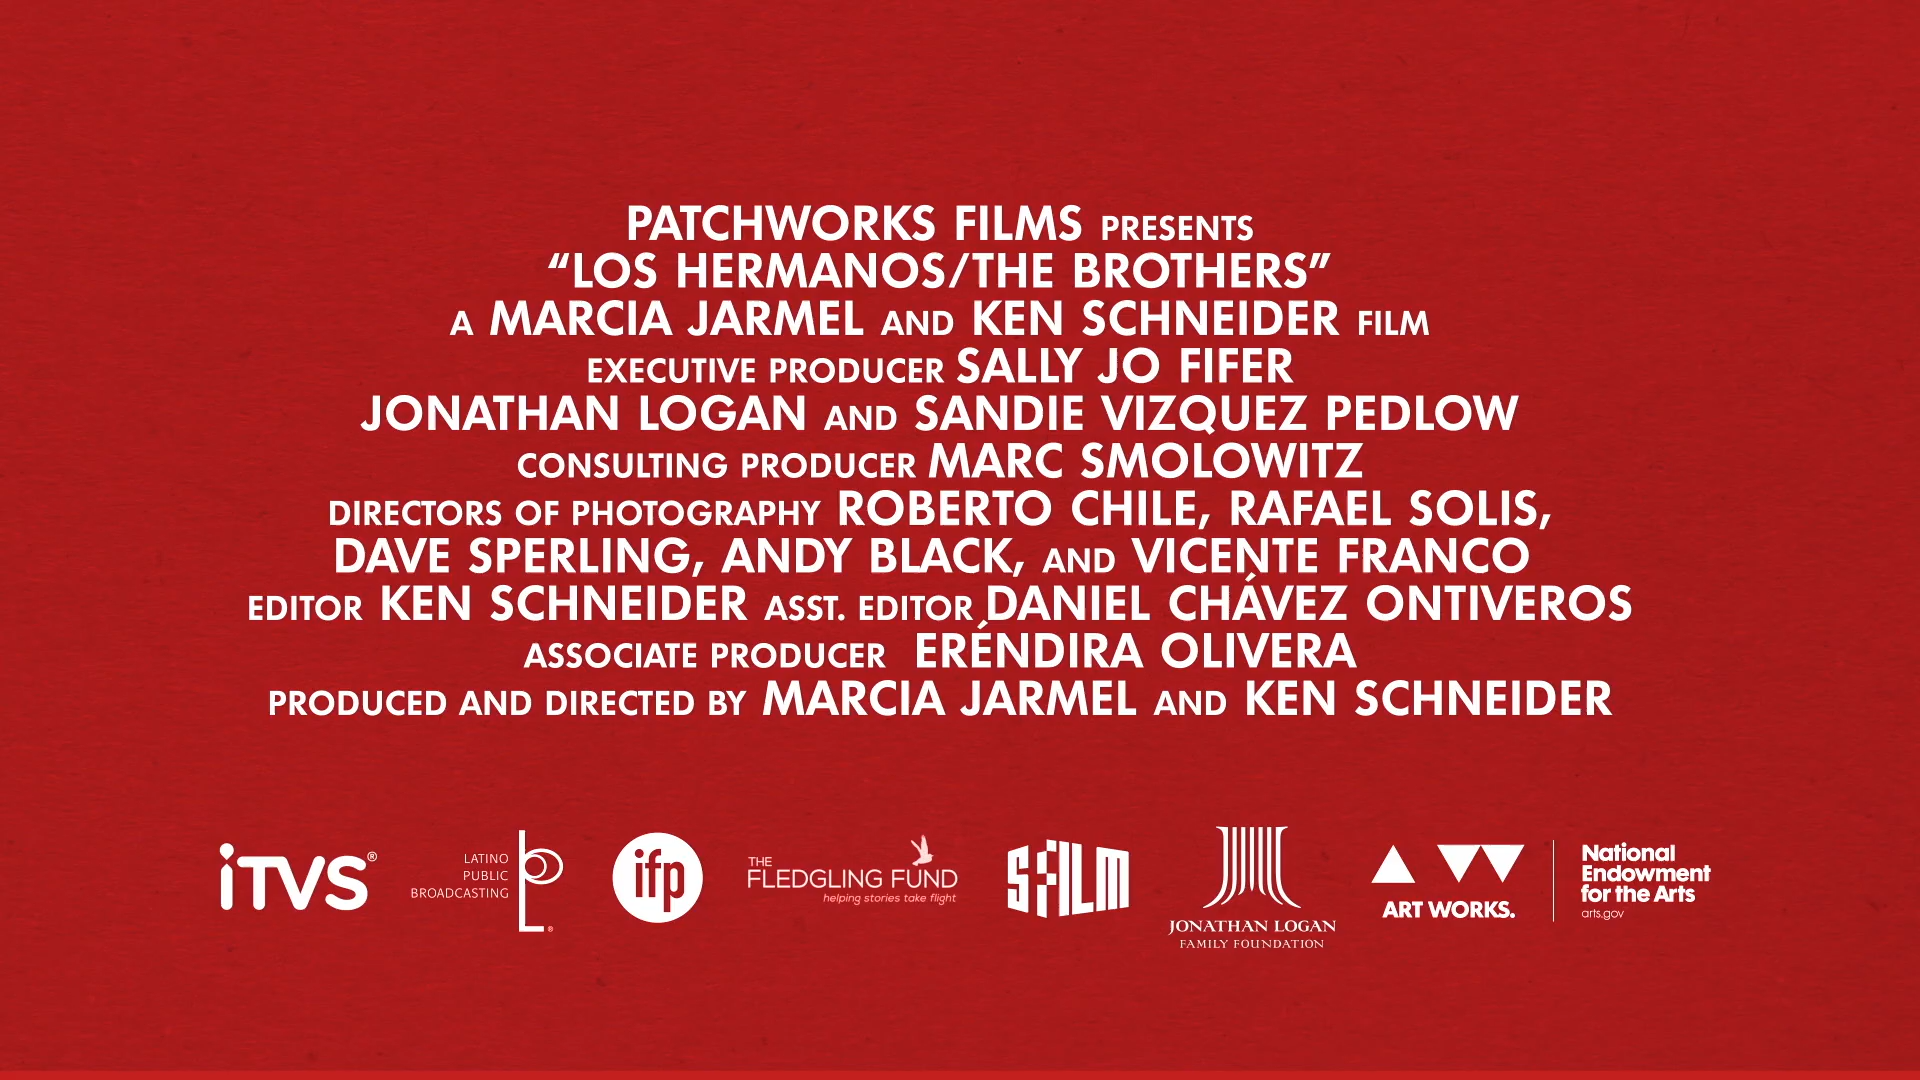 PATCHWORKS FILMS PRESENTS
“LOS HERMANOS/THE BROTHERS”
A MARCIA JARMEL AND KEN SCHNEIDER FILM
EXECUTIVE PRODUCER SALLY JO FIFER
JONATHAN LOGAN AND SANDIE VIZQUEZ PEDLOW
CONSULTING PRODUCER MARC SMOLOWITZ
DIRECTORS OF PHOTOGRAPHY ROBERTO CHILE, RAFAEL SOLIS,
DAVE SPERLING, ANDY BLACK, AND VICENTE FRANCO
EDITOR KEN SCHNEIDER ASST. EDITOR DANIEL CHÁVEZ ONTIVEROS
ASSOCIATE PRODUCER ERÉNDIRA OLIVERA
PRODUCED AND DIRECTED BY MARCIA JARMEL AND KEN SCHNEIDER
iTVS®
LATINO
PUBLIC
BROADCASTING
ifp
THE
FLEDGLING FUND
helping stories take flight
SFFILM
JONATHAN LOGAN
FAMILY FOUNDATION
ART WORKS.
National
Endowment
for the Arts
arts.gov